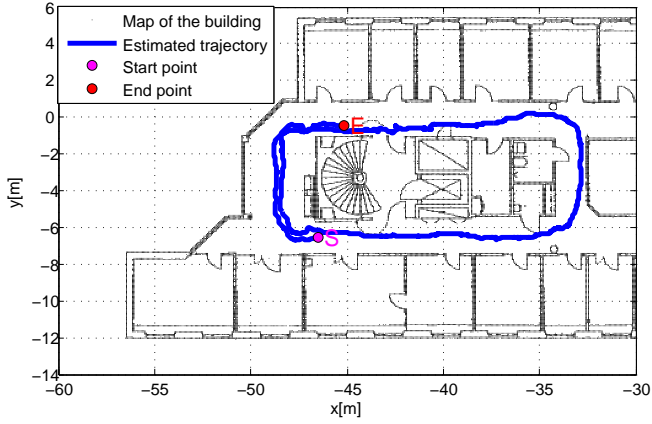 6
4
2
0
−2
−4
−6
−8
−10
−12
−14
y[m]
Map of the building
Estimated trajectory
Start point
End point
E
S
−60 −55 −50 −45 −40 −35 −30
x[m]